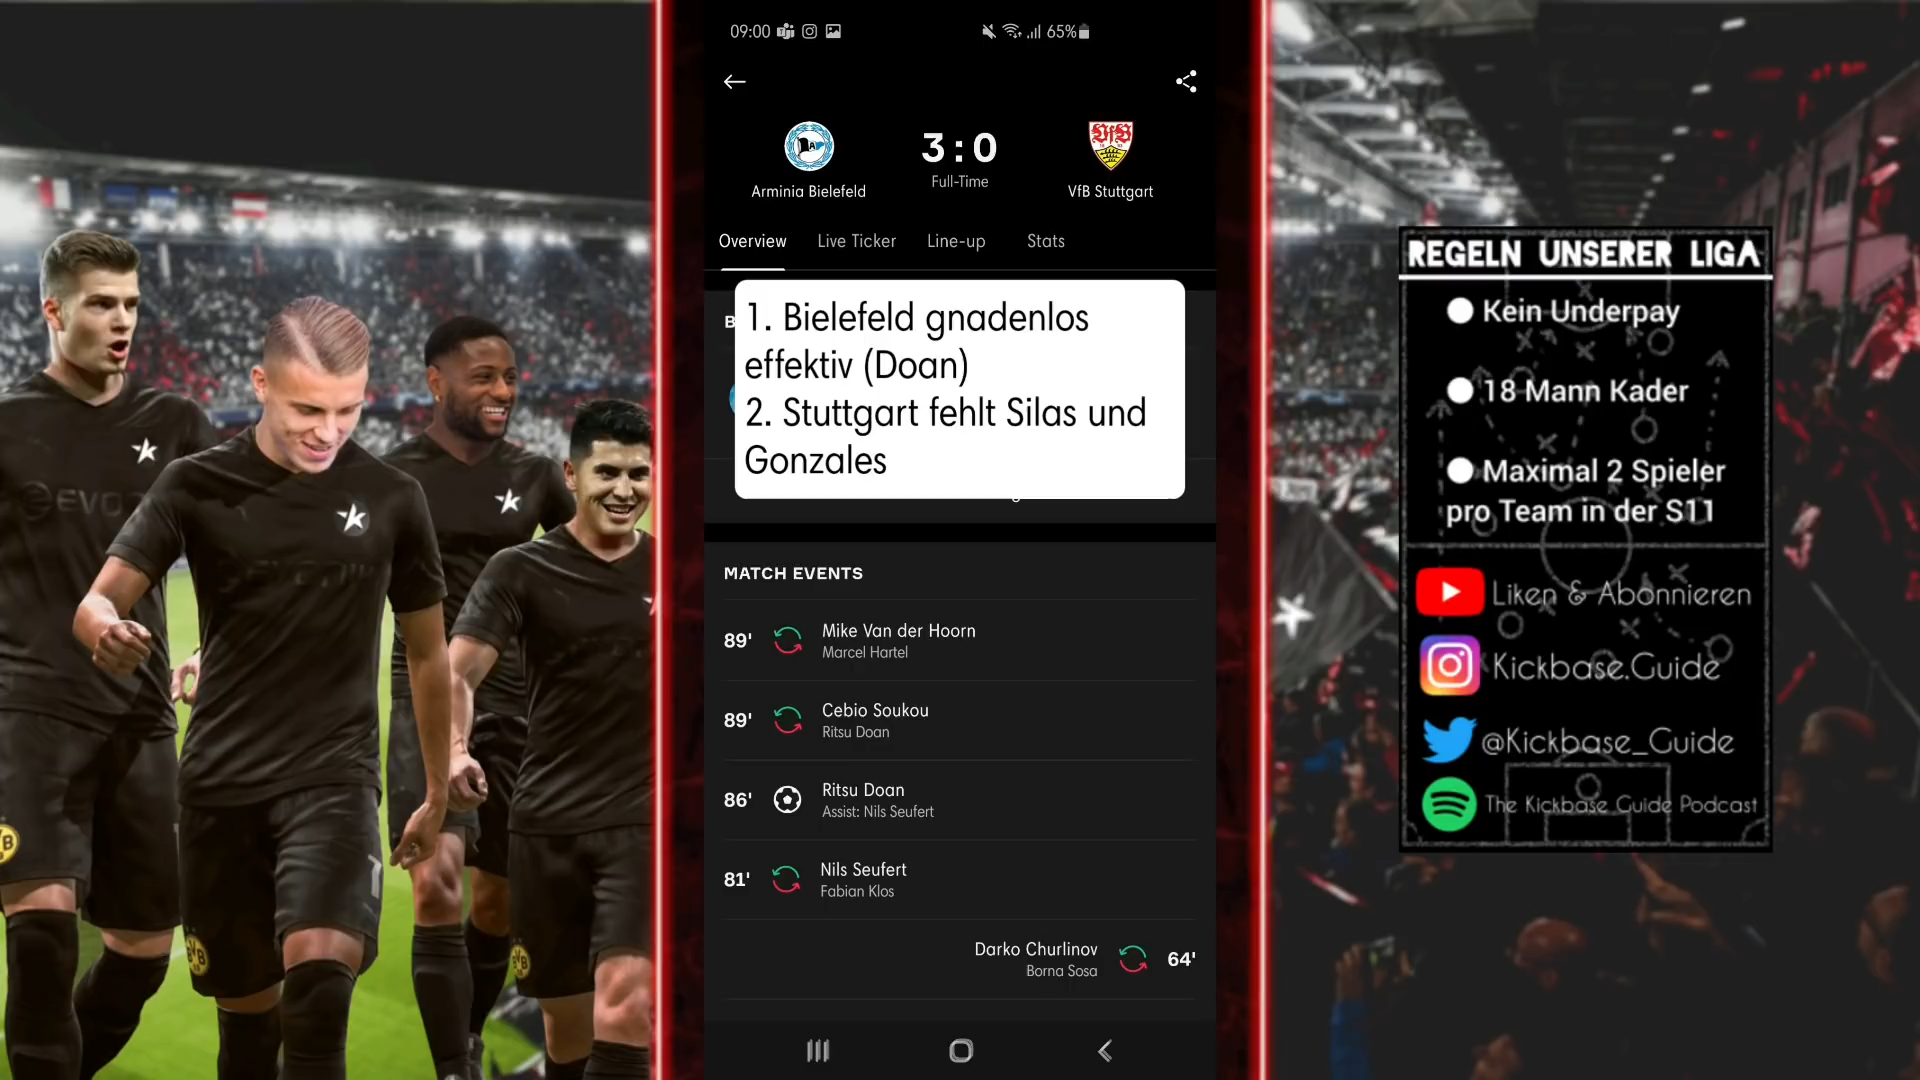 09:00
65%
3:0
Full-Time
Arminia Bielefeld
VfB Stuttgart
Overview
Live Ticker
Line-up
Stats
1. Bielefeld gnadenlos
effektiv (Doan)
2. Stuttgart fehlt Silas und
Gonzales
MATCH EVENTS
89'
Mike Van der Hoorn
Marcel Hartel
89'
Cebio Soukou
Ritsu Doan
86'
Ritsu Doan
Assist: Nils Seufert
81'
Nils Seufert
Fabian Klos
Darko Churlinov
Borna Sosa
64'
REGELN UNSERER LIGA
Kein Underpay
18 Mann Kader
Maximal 2 Spieler
pro Team in der S11
Liken & Abonnieren
Kickbase.Guide
@Kickbase_Guide
The Kickbase Guide Podcast